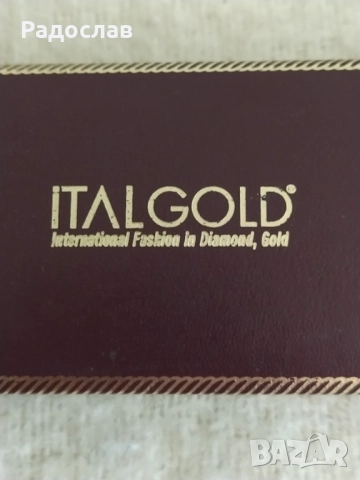 Радослав
iTALGOLD®
International Fashion in Diamond, Gold
BAZAR